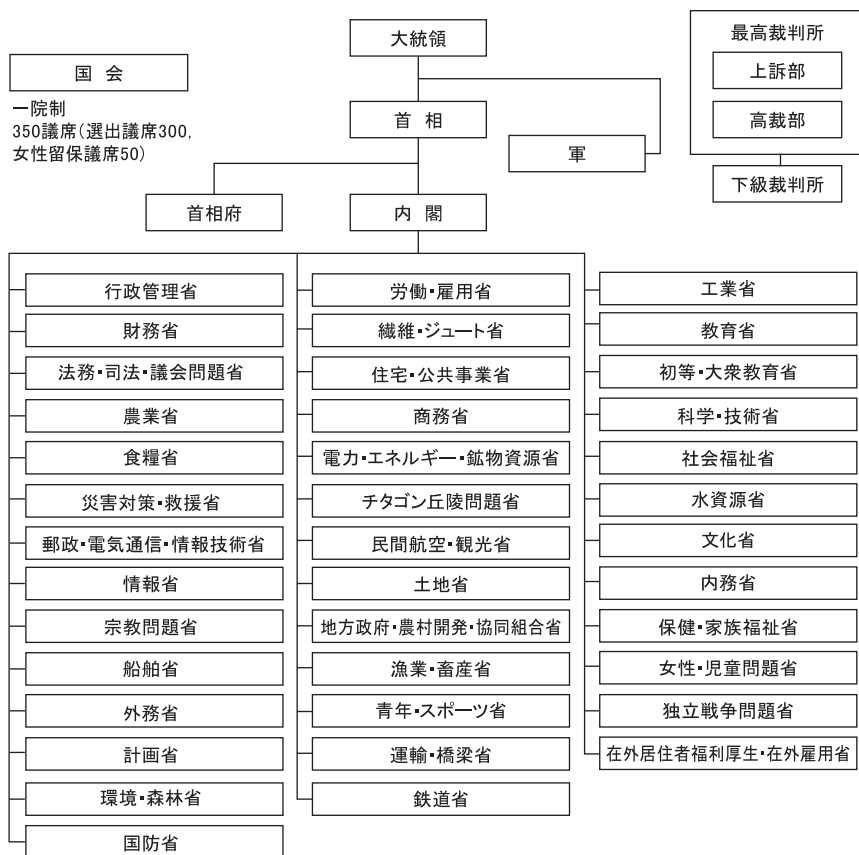 大統領
国 会
一院制
350議席(選出議席300,
女性留保議席50)
首 相
軍
首相府
内 閣
最高裁判所
上訴部
高裁部
下級裁判所
行政管理省
財務省
法務・司法・議会問題省
農業省
食糧省
災害対策・救援省
郵政・電気通信・情報技術省
情報省
宗教問題省
船舶省
外務省
計画省
環境・森林省
国防省
労働・雇用省
繊維・ジュート省
住宅・公共事業省
商務省
電力・エネルギー・鉱物資源省
チタゴン丘陵問題省
民間航空・観光省
土地省
地方政府・農村開発・協同組合省
漁業・畜産省
青年・スポーツ省
運輸・橋梁省
鉄道省
工業省
教育省
初等・大衆教育省
科学・技術省
社会福祉省
水資源省
文化省
内務省
保健・家族福祉省
女性・児童問題省
独立戦争問題省
在外居住者福利厚生・在外雇用省